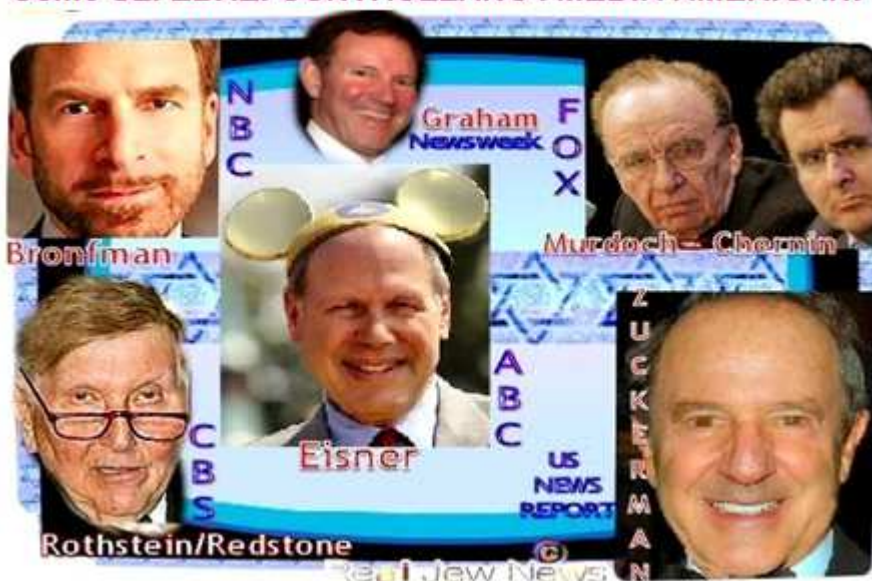 NBC
Graham
Newsweek
FOX
Bronfman
Murdoch - Chernin
ZUCKERMAN
CBS
Eisner
ABC
US
NEWS
REPORT
Rothstein/Redstone
©
Real Jew News